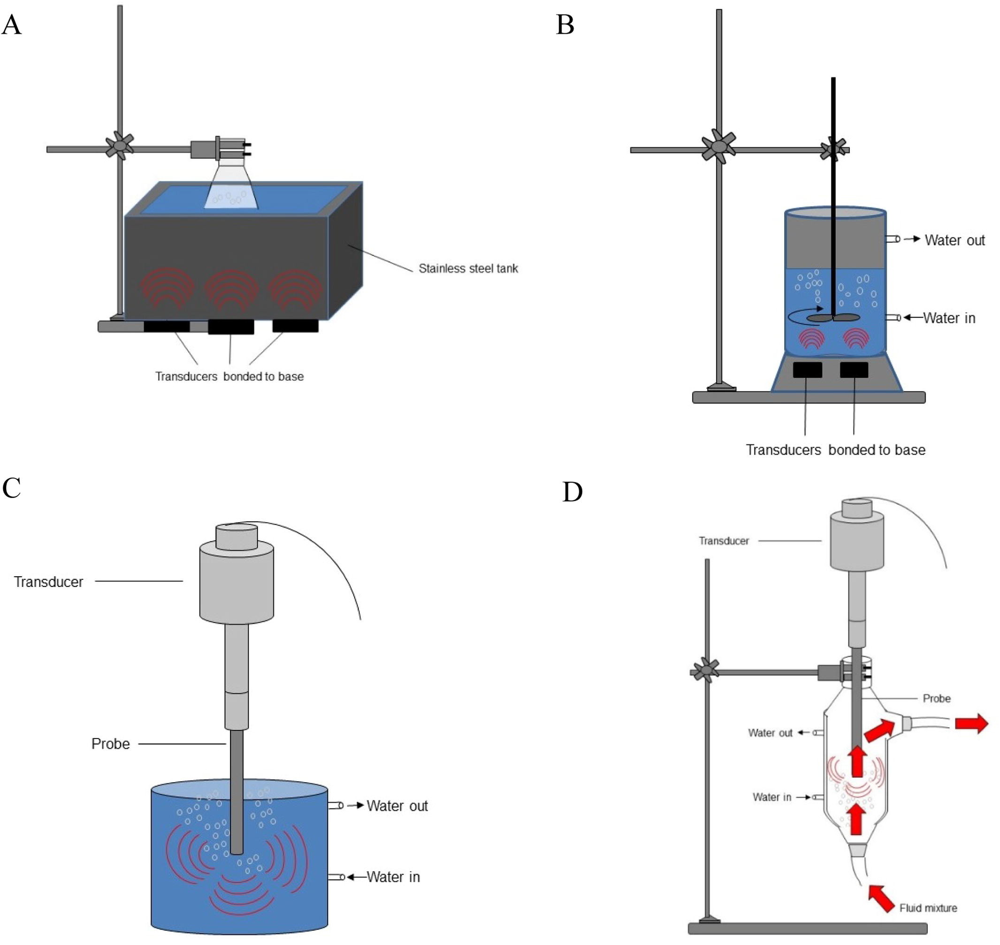 A
B
Stainless steel tank
Transducers bonded to base
Water out
Water in
Transducers bonded to base
C
Transducer
Probe
Water out
Water in
D
Transducer
Probe
Water out
Water in
Fluid mixture